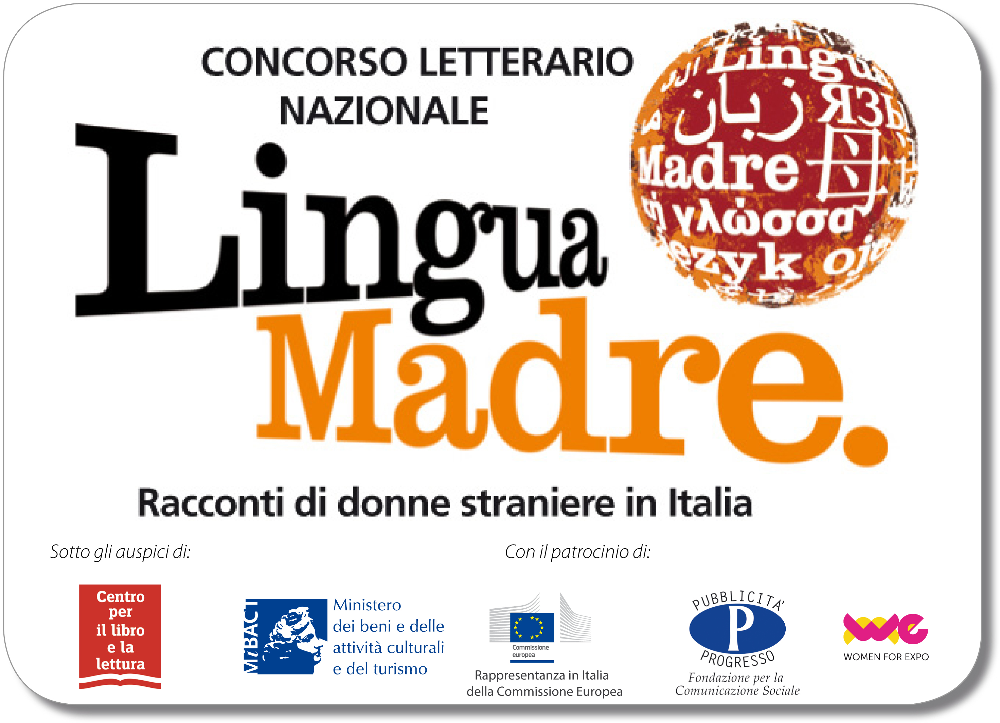 CONCORSO LETTERARIO
NAZIONALE
Lingua
Madre.
Lingua
زبان
ЯЗЫ
Madre
母
γλώσσα
język
ojc
Racconti di donne straniere in Italia
Sotto gli auspici di:
Con il patrocinio di:
Centro
per
il libro
e la
lettura
MiBACT
Ministero
dei beni e delle
attività culturali
e del turismo
Commissione
europea
Rappresentanza in Italia
della Commissione Europea
PUBBLICITA'
P
PROGRESSO
Fondazione per la
Comunicazione Sociale
we
WOMEN FOR EXPO